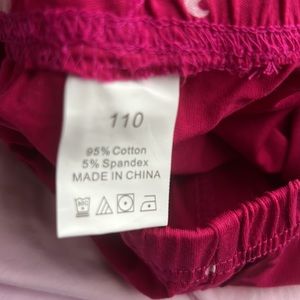 110
95% Cotton
5% Spandex
MADE IN CHINA